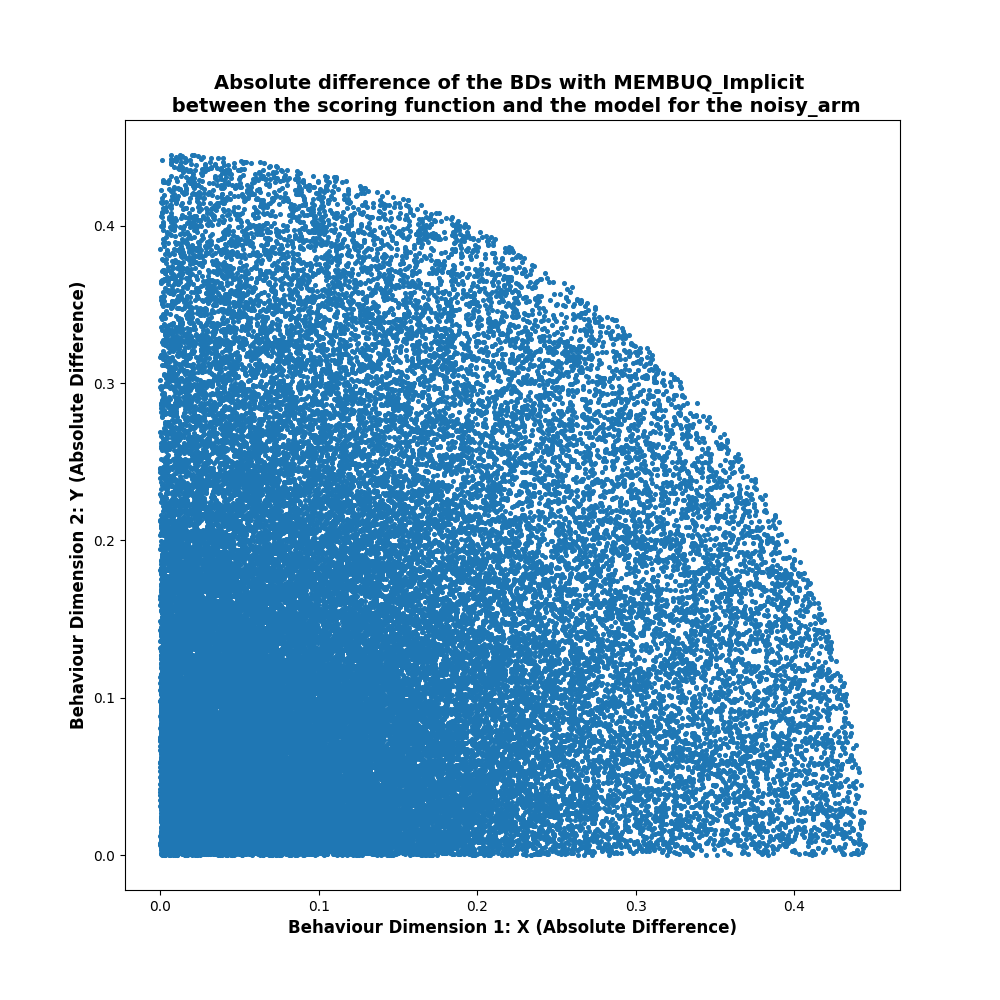 Absolute difference of the BDs with MEMBUQ_Implicit
between the scoring function and the model for the noisy_arm
Behaviour Dimension 2: Y (Absolute Difference)
0.4
0.3
0.2
0.1
0.0
0.0 0.1 0.2 0.3 0.4
Behaviour Dimension 1: X (Absolute Difference)